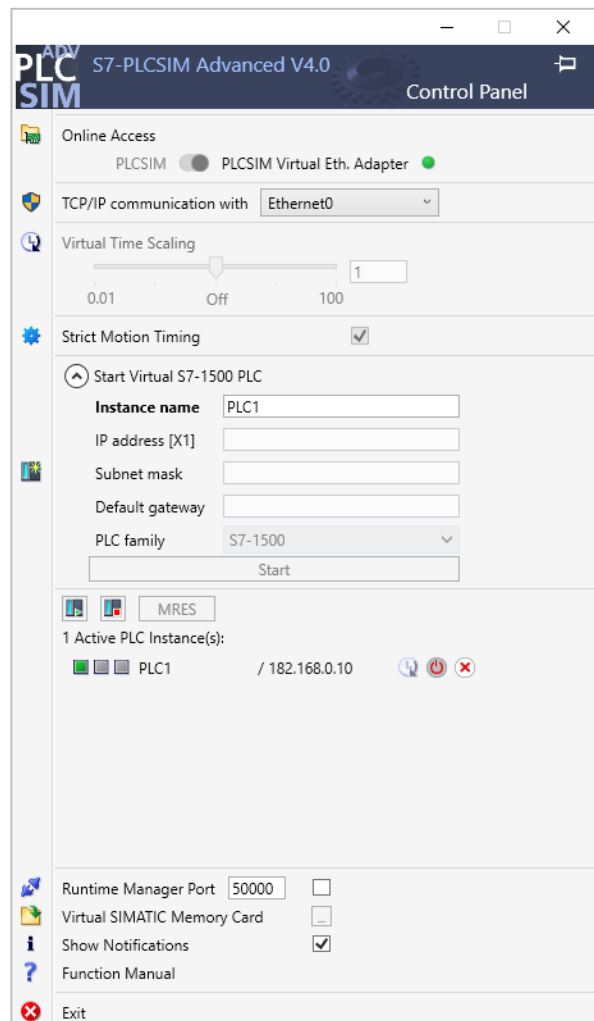 PLC ADV
SIM
S7-PLCSIM Advanced V4.0
Control Panel
Online Access
PLCSIM PLCSIM Virtual Eth. Adapter
TCP/IP communication with Ethernet0
Virtual Time Scaling
1
0.01 Off 100
Strict Motion Timing
Start Virtual S7-1500 PLC
Instance name PLC1
IP address [X1]
Subnet mask
Default gateway
PLC family S7-1500
Start
MRES
1 Active PLC Instance(s):
PLC1 / 182.168.0.10
Runtime Manager Port 50000
Virtual SIMATIC Memory Card ...
Show Notifications
Function Manual
Exit